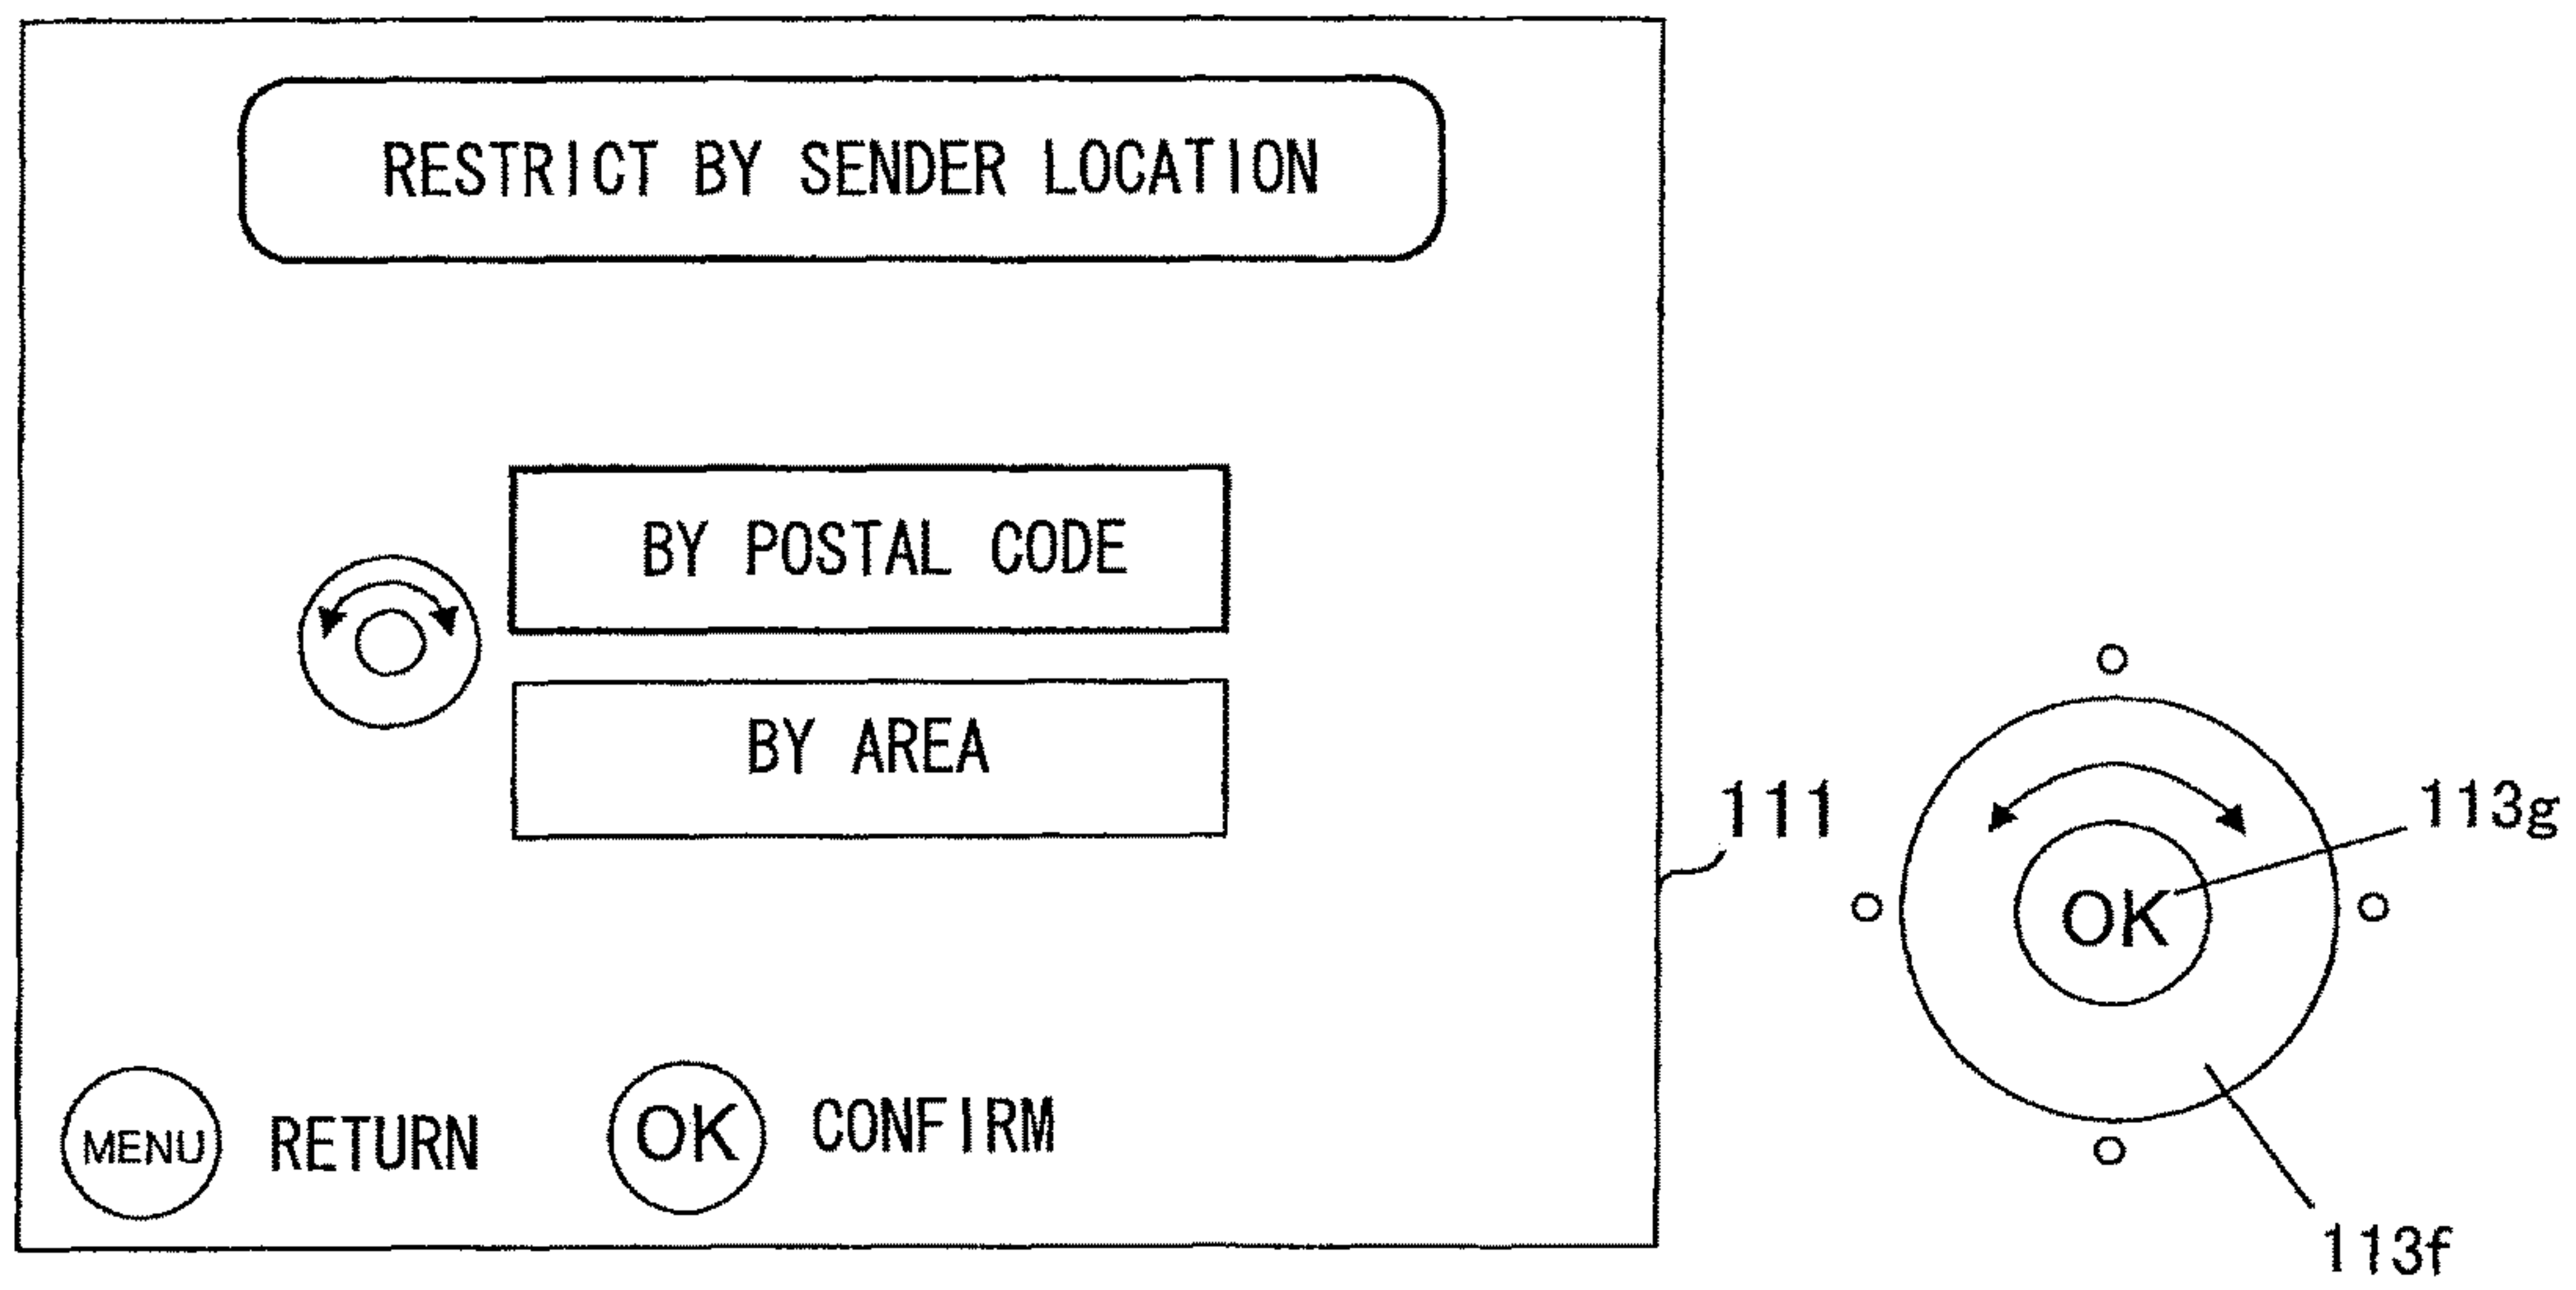 RESTRICT BY SENDER LOCATION
BY POSTAL CODE
BY AREA
111
113g
OK
MENU RETURN OK CONFIRM
113f